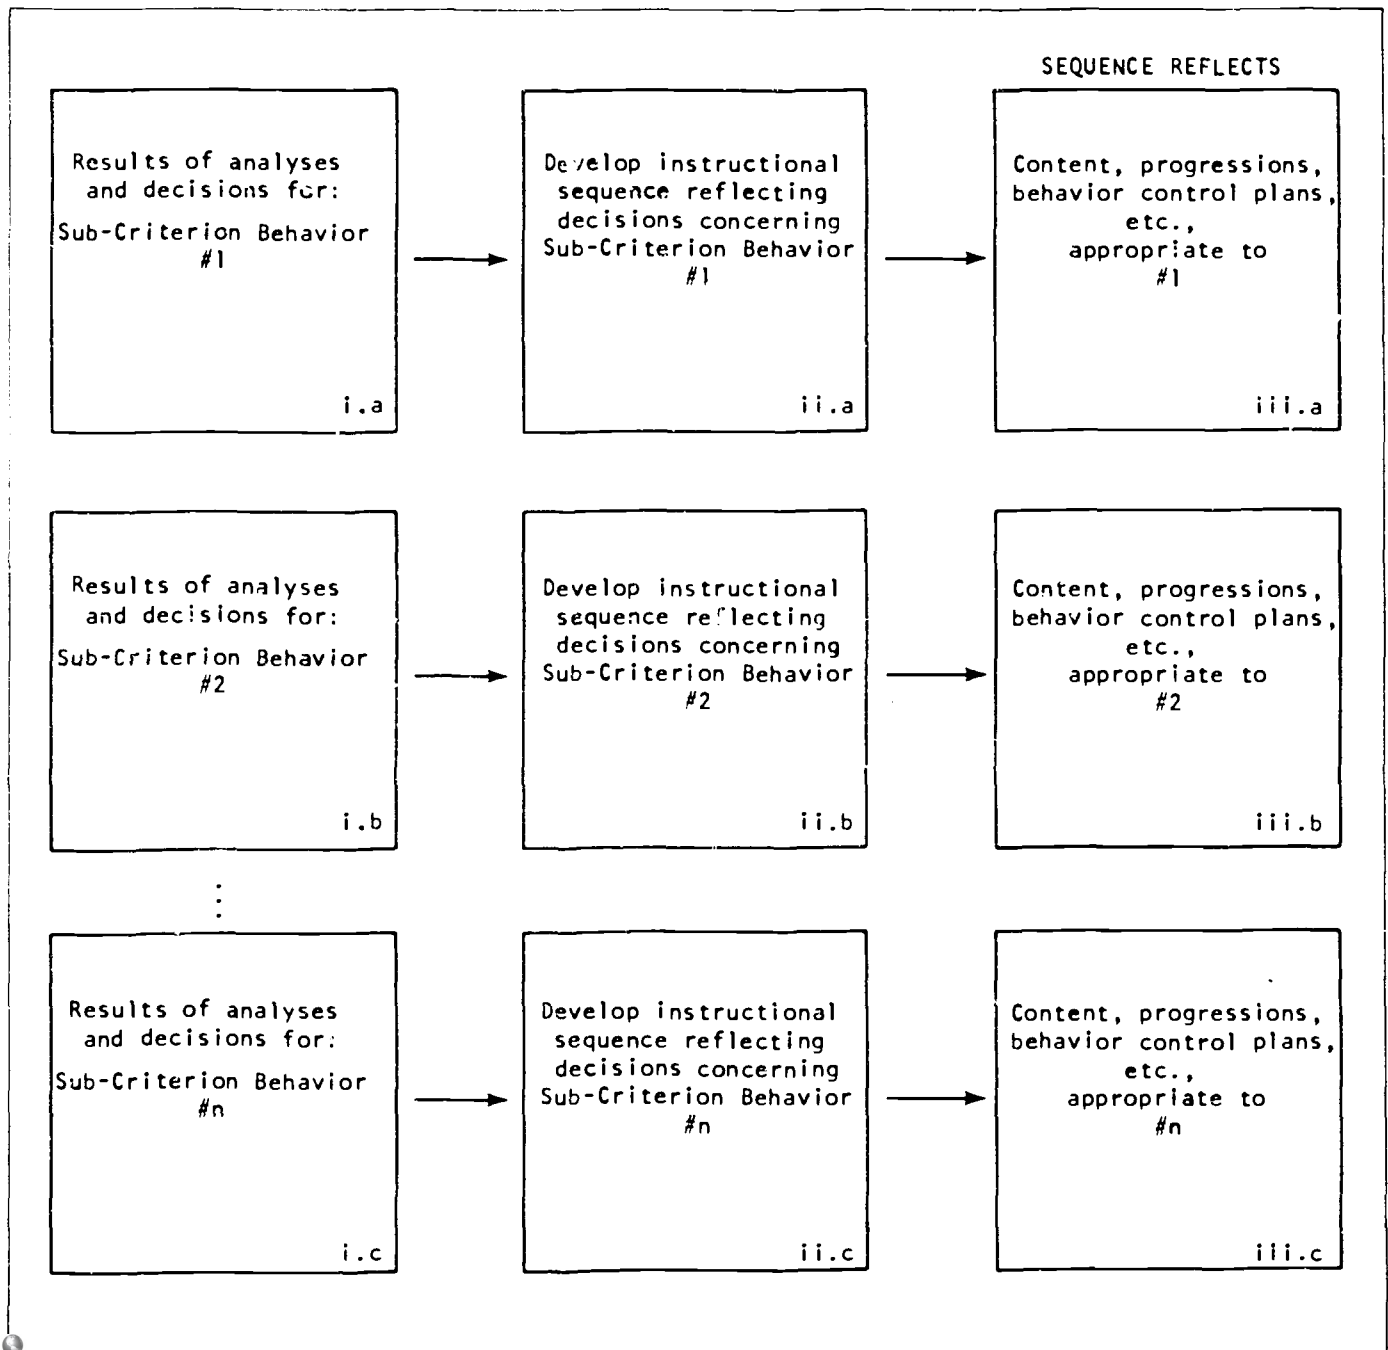 SEQUENCE REFLECTS
Results of analyses
and decisions for:
Sub-Criterion Behavior
#1
i.a
Develop instructional
sequence reflecting
decisions concerning
Sub-Criterion Behavior
#1
ii.a
Content, progressions,
behavior control plans,
etc.,
appropriate to
#1
iii.a
Results of analyses
and decisions for:
Sub-Criterion Behavior
#2
i.b
Develop instructional
sequence reflecting
decisions concerning
Sub-Criterion Behavior
#2
ii.b
Content, progressions,
behavior control plans,
etc.,
appropriate to
#2
iii.b
Results of analyses
and decisions for:
Sub-Criterion Behavior
#n
i.c
Develop instructional
sequence reflecting
decisions concerning
Sub-Criterion Behavior
#n
ii.c
Content, progressions,
behavior control plans,
etc.,
appropriate to
#n
iii.c